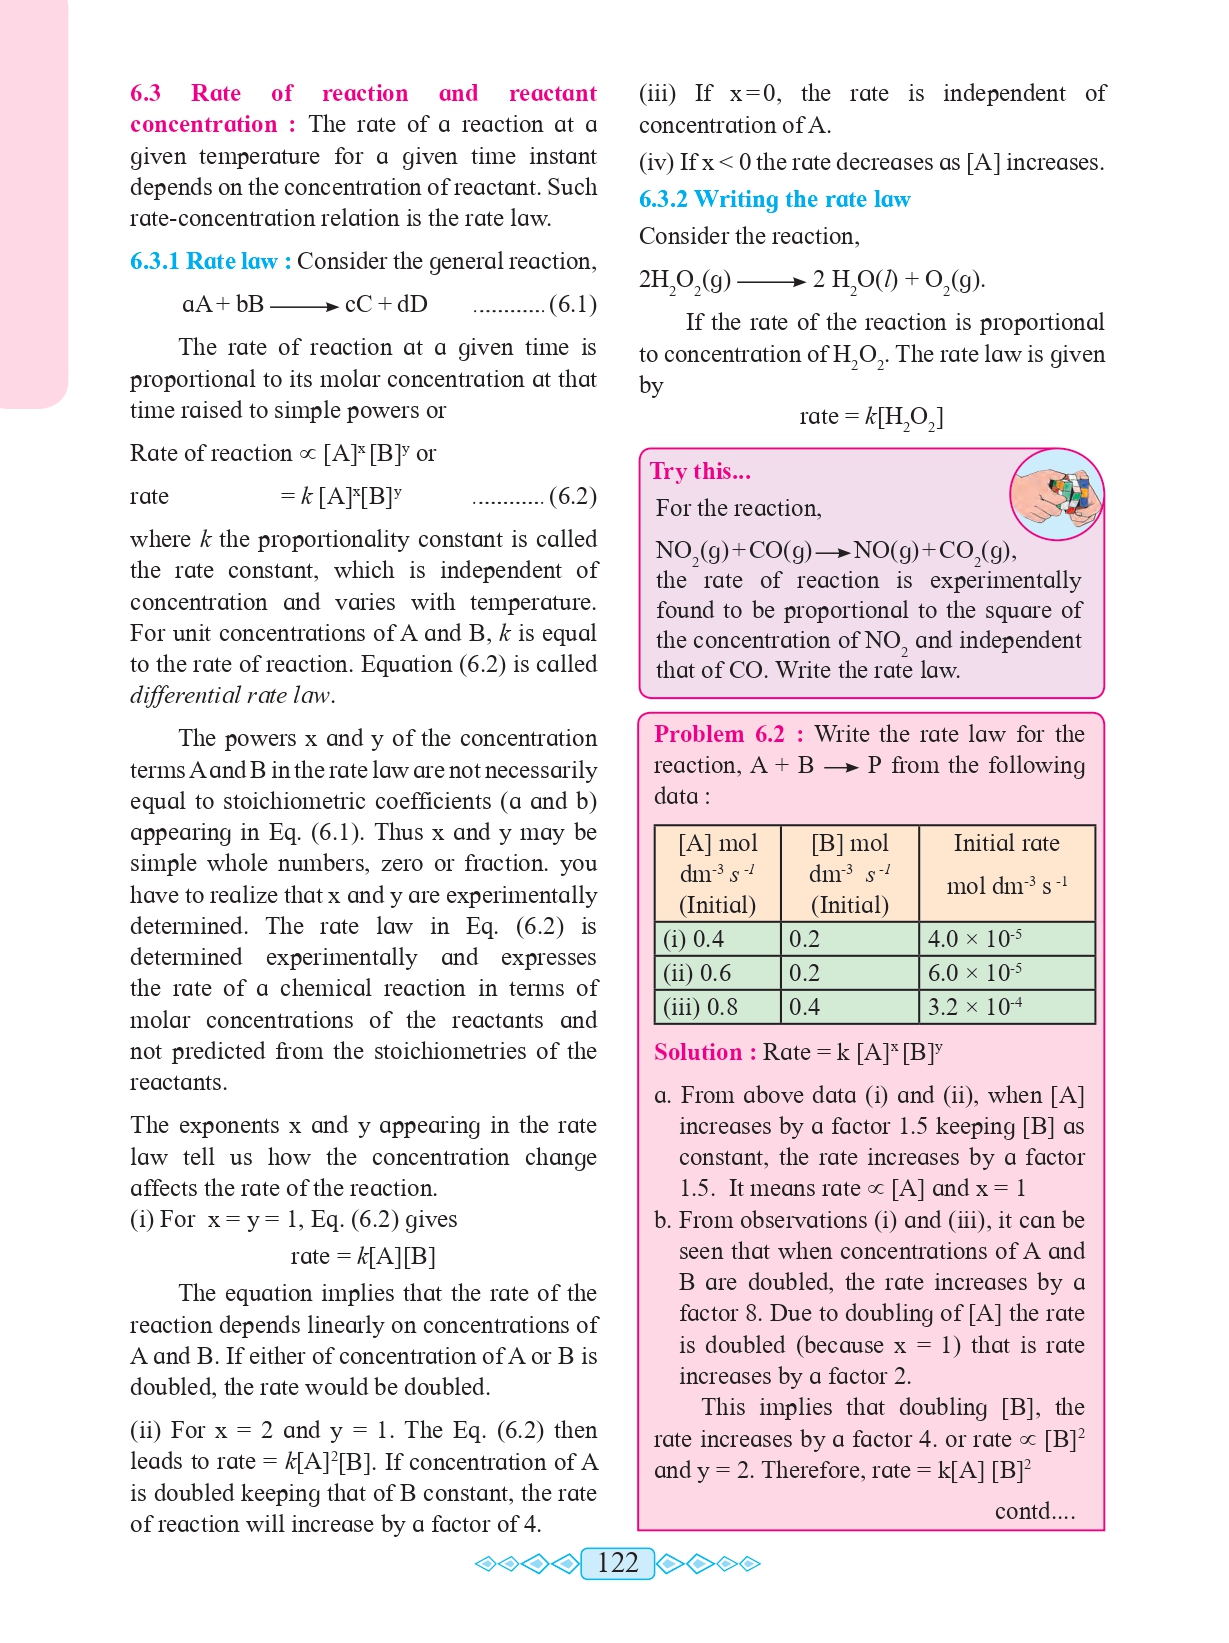 6.3 Rate of reaction and reactant
concentration : The rate of a reaction at a
given temperature for a given time instant
depends on the concentration of reactant. Such
rate-concentration relation is the rate law.
6.3.1 Rate law : Consider the general reaction,
aA + bB ⟶ cC + dD ............ (6.1)
The rate of reaction at a given time is
proportional to its molar concentration at that
time raised to simple powers or
Rate of reaction ∝ [A]ˣ [B]ʸ or
rate = k [A]ˣ[B]ʸ ............ (6.2)
where k the proportionality constant is called
the rate constant, which is independent of
concentration and varies with temperature.
For unit concentrations of A and B, k is equal
to the rate of reaction. Equation (6.2) is called
differential rate law.
The powers x and y of the concentration
terms A and B in the rate law are not necessarily
equal to stoichiometric coefficients (a and b)
appearing in Eq. (6.1). Thus x and y may be
simple whole numbers, zero or fraction. you
have to realize that x and y are experimentally
determined. The rate law in Eq. (6.2) is
determined experimentally and expresses
the rate of a chemical reaction in terms of
molar concentrations of the reactants and
not predicted from the stoichiometries of the
reactants.
The exponents x and y appearing in the rate
law tell us how the concentration change
affects the rate of the reaction.
(i) For x = y = 1, Eq. (6.2) gives
rate = k[A][B]
The equation implies that the rate of the
reaction depends linearly on concentrations of
A and B. If either of concentration of A or B is
doubled, the rate would be doubled.
(ii) For x = 2 and y = 1. The Eq. (6.2) then
leads to rate = k[A]²[B]. If concentration of A
is doubled keeping that of B constant, the rate
of reaction will increase by a factor of 4.
(iii) If x=0, the rate is independent of
concentration of A.
(iv) If x < 0 the rate decreases as [A] increases.
6.3.2 Writing the rate law
Consider the reaction,
2H₂O₂(g) ⟶ 2 H₂O(l) + O₂(g).
If the rate of the reaction is proportional
to concentration of H₂O₂. The rate law is given
by
rate = k[H₂O₂]
Try this...
For the reaction,
NO₂(g)+CO(g)⟶NO(g)+CO₂(g),
the rate of reaction is experimentally
found to be proportional to the square of
the concentration of NO₂ and independent
that of CO. Write the rate law.
Problem 6.2 : Write the rate law for the
reaction, A + B ⟶ P from the following
data :
[A] mol [B] mol Initial rate
dm⁻³ s⁻¹ dm⁻³ s⁻¹ mol dm⁻³ s⁻¹
(Initial) (Initial)
(i) 0.4 0.2 4.0 × 10⁻⁵
(ii) 0.6 0.2 6.0 × 10⁻⁵
(iii) 0.8 0.4 3.2 × 10⁻⁴
Solution : Rate = k [A]ˣ [B]ʸ
a. From above data (i) and (ii), when [A]
increases by a factor 1.5 keeping [B] as
constant, the rate increases by a factor
1.5. It means rate ∝ [A] and x = 1
b. From observations (i) and (iii), it can be
seen that when concentrations of A and
B are doubled, the rate increases by a
factor 8. Due to doubling of [A] the rate
is doubled (because x = 1) that is rate
increases by a factor 2.
This implies that doubling [B], the
rate increases by a factor 4. or rate ∝ [B]²
and y = 2. Therefore, rate = k[A] [B]²
contd....
122